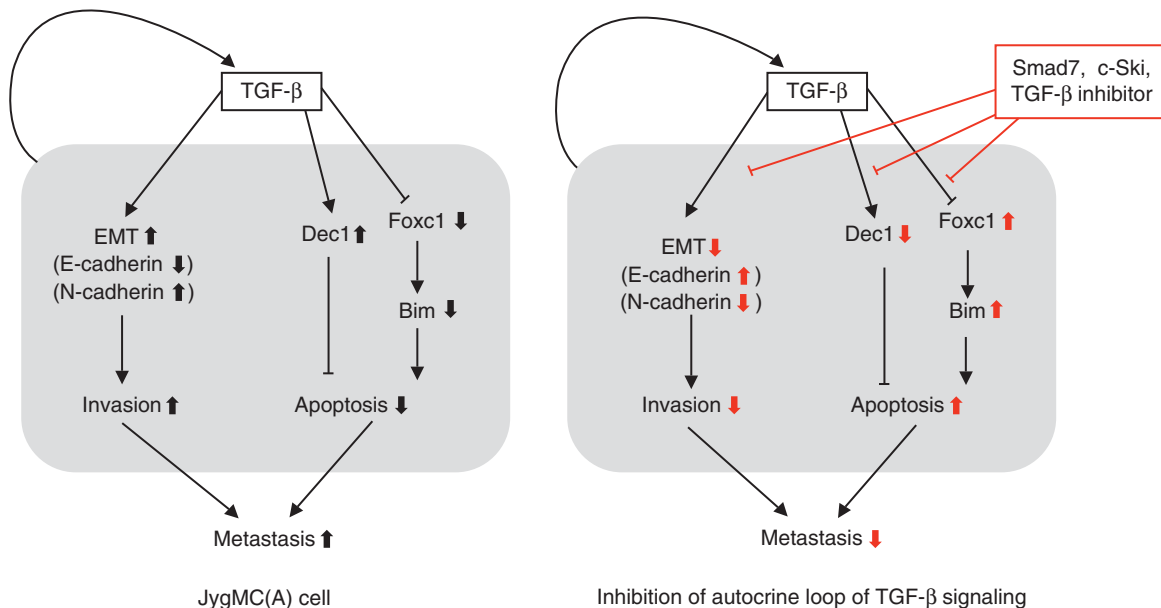 TGF-β
EMT ⬆
(E-cadherin ⬇)
(N-cadherin ⬆)
Dec1 ⬆
Foxc1 ⬇
Bim ⬇
Invasion ⬆
Apoptosis ⬇
Metastasis ⬆
JygMC(A) cell
TGF-β
Smad7, c-Ski,
TGF-β inhibitor
EMT ⬇
(E-cadherin ⬆)
(N-cadherin ⬇)
Dec1 ⬇
Foxc1 ⬆
Bim ⬆
Invasion ⬇
Apoptosis ⬆
Metastasis ⬇
Inhibition of autocrine loop of TGF-β signaling